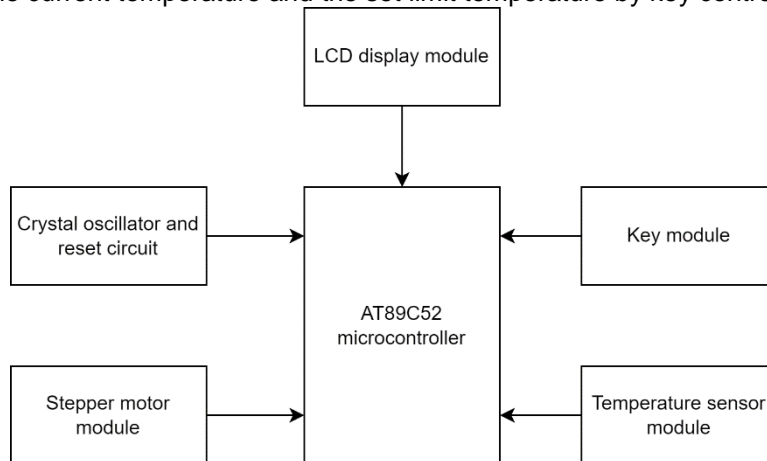 current temperature and the set limit temperature by key
LCD display module
Crystal oscillator and
reset circuit
Key module
AT89C52
microcontroller
Stepper motor
module
Temperature sensor
module